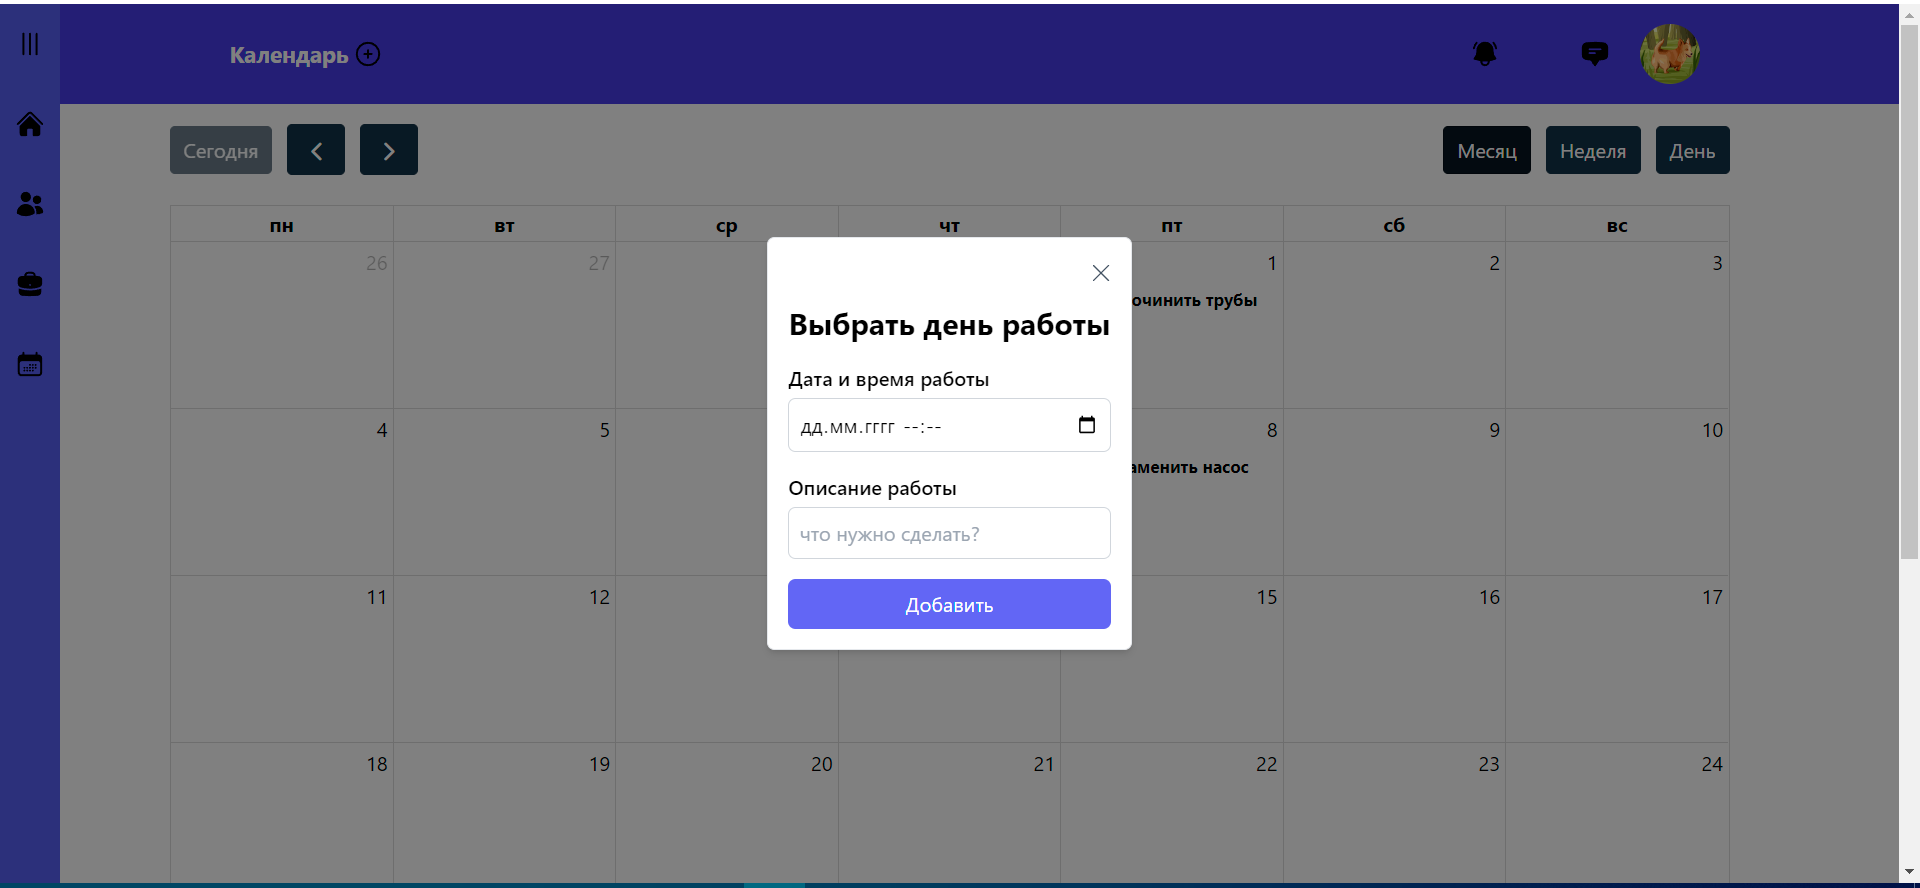 Календарь
Сегодня
Месяц Неделя День
пн вт ср чт пт сб вс
26 27 1 2 3
очинить трубы
Выбрать день работы
Дата и время работы
дд.мм.гггг --:--
4 5 8 9 10
аменить насос
Описание работы
что нужно сделать?
Добавить
11 12 15 16 17
18 19 20 21 22 23 24